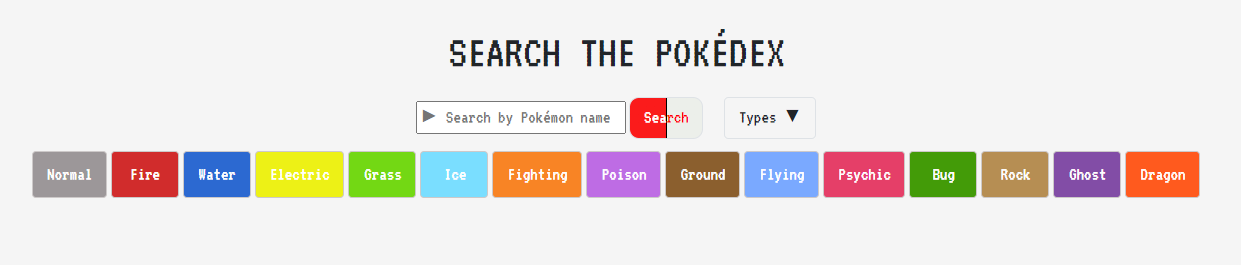 SEARCH THE POKÉDEX
▶ Search by Pokémon name Search Types ▼
Normal Fire Water Electric Grass Ice Fighting Poison Ground Flying Psychic Bug Rock Ghost Dragon